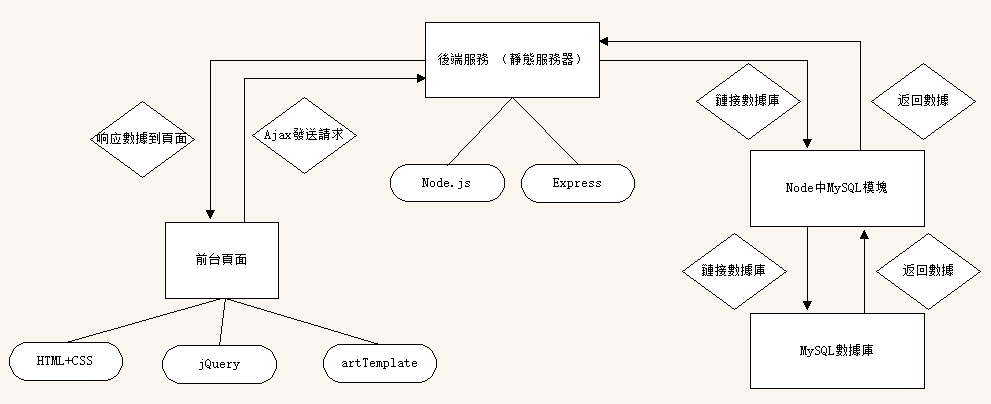 後端服務 (靜態服務器)
鏈接數據庫
返回數據
响应數據到頁面
Ajax發送請求
Node.js
Express
Node中MySQL模塊
前台頁面
鏈接數據庫
返回數據
HTML+CSS
jQuery
artTemplate
MySQL數據庫